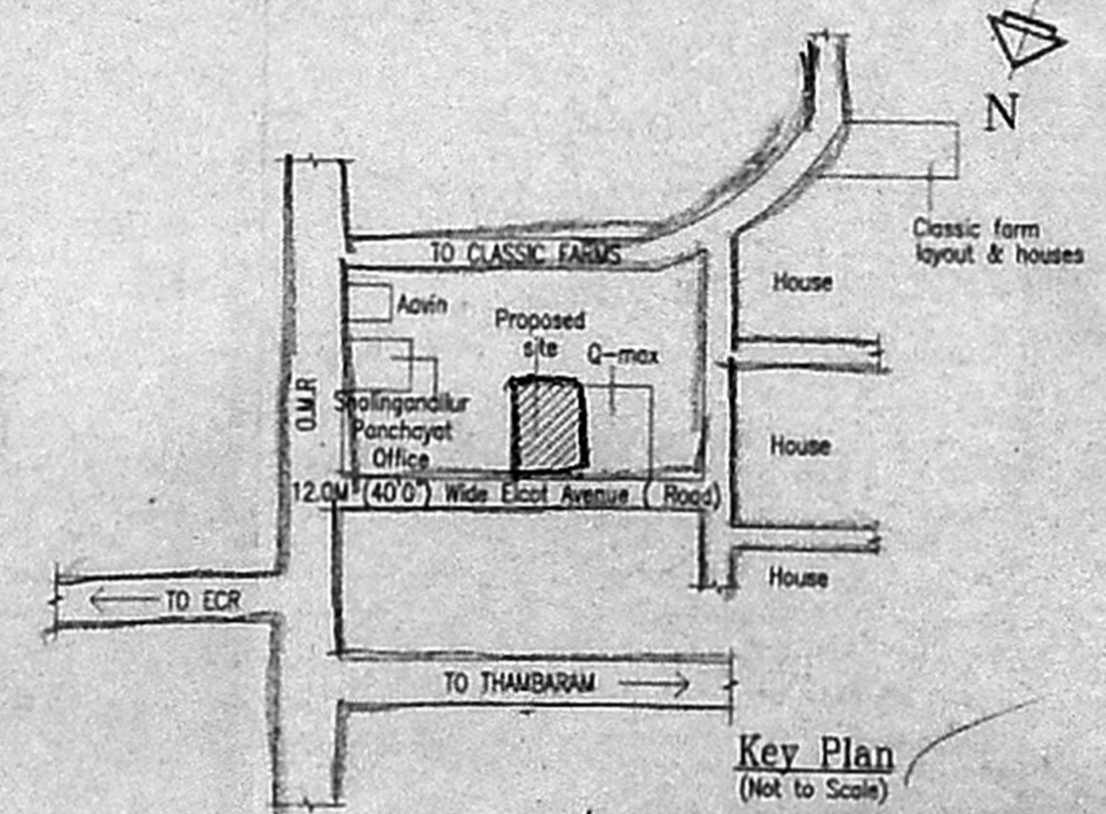 N
Classic farm
layout & houses
TO CLASSIC FARMS
House
Aavin
Proposed
site
Q-max
O.M.R
Sholingandilur
Panchayat
Office
House
12.0M (40'0") Wide Elcot Avenue ( Road)
House
TO ECR
TO THAMBARAM
Key Plan
(Not to Scale)